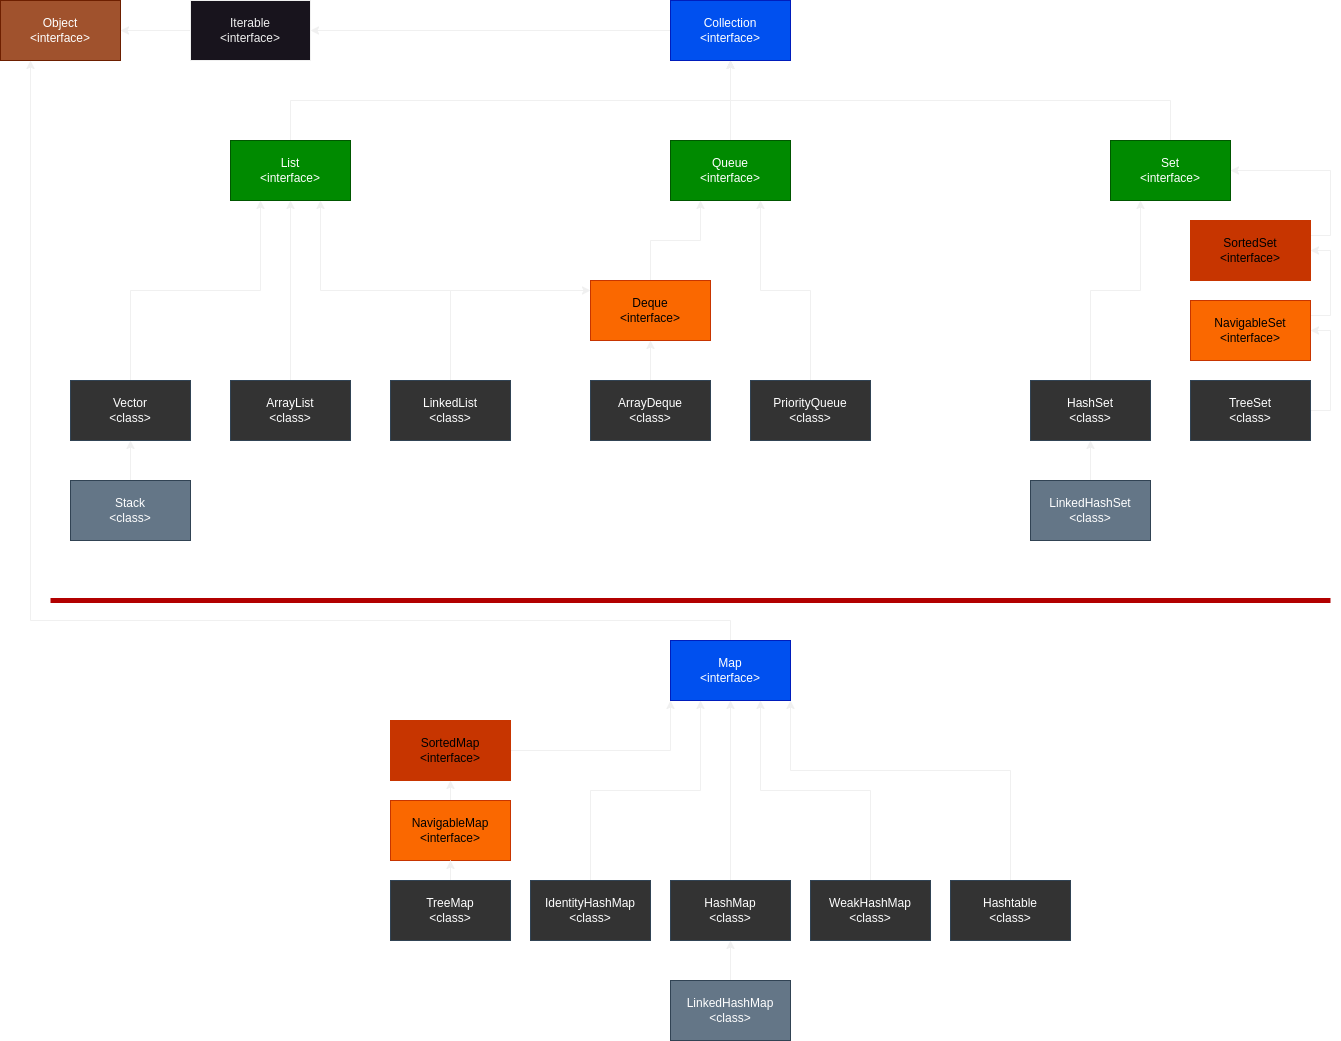 Object
<interface>
Iterable
<interface>
Collection
<interface>
List
<interface>
Queue
<interface>
Set
<interface>
SortedSet
<interface>
Deque
<interface>
NavigableSet
<interface>
Vector
<class>
ArrayList
<class>
LinkedList
<class>
ArrayDeque
<class>
PriorityQueue
<class>
HashSet
<class>
TreeSet
<class>
Stack
<class>
LinkedHashSet
<class>
Map
<interface>
SortedMap
<interface>
NavigableMap
<interface>
TreeMap
<class>
IdentityHashMap
<class>
HashMap
<class>
WeakHashMap
<class>
Hashtable
<class>
LinkedHashMap
<class>